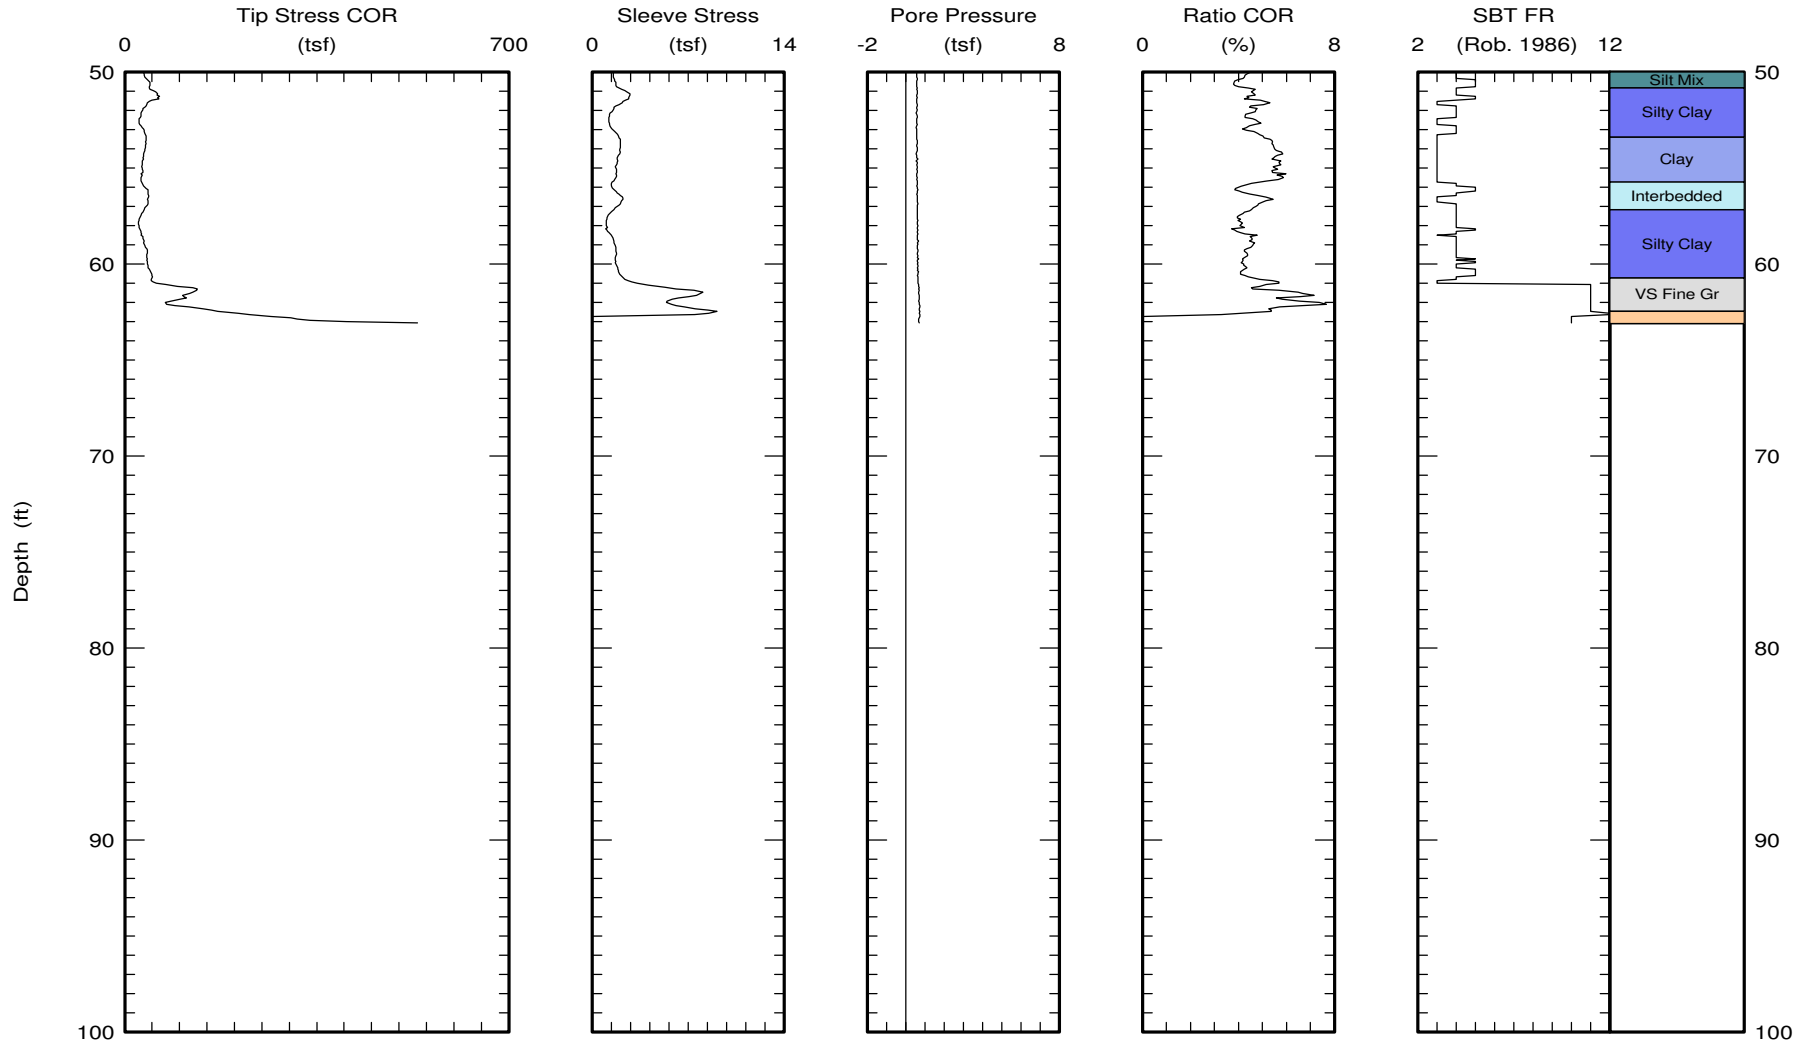 Tip Stress COR Sleeve Stress Pore Pressure Ratio COR SBT FR
0 (tsf) 700 0 (tsf) 14 -2 (tsf) 8 0 (%) 8 2 (Rob. 1986) 12
50 50
Silt Mix
Silty Clay
Clay
Interbedded
Silty Clay
60 60
VS Fine Gr
70 70
Depth (ft)
80 80
90 90
100 100